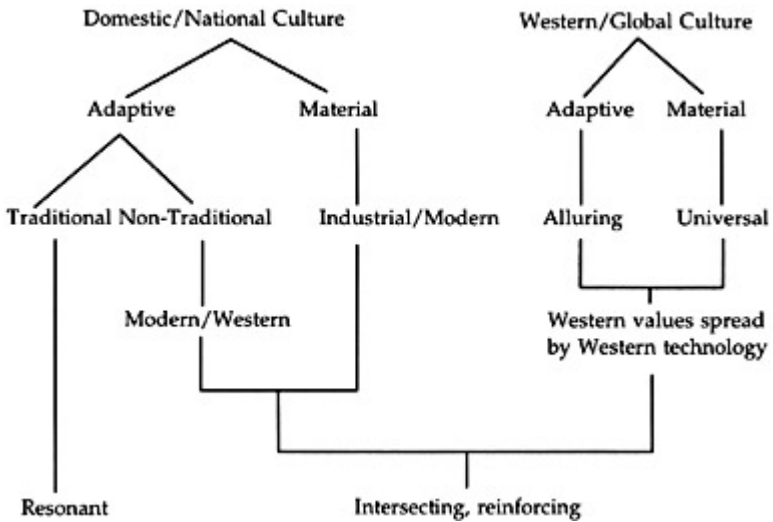 Domestic/National Culture
Western/Global Culture
Adaptive
Material
Adaptive
Material
Traditional
Non-Traditional
Industrial/Modern
Alluring
Universal
Modern/Western
Western values spread
by Western technology
Resonant
Intersecting, reinforcing